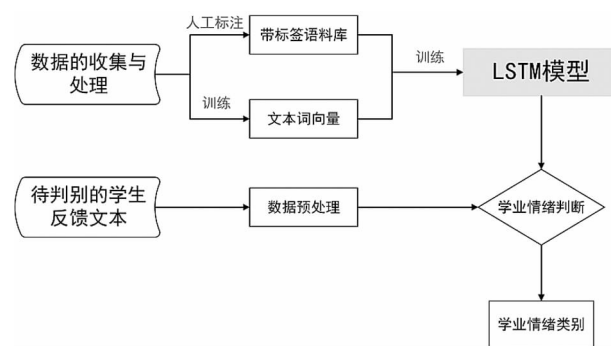 人工标注
带标签语料库
数据的收集与
处理
训练
LSTM模型
训练
文本词向量
待判别的学生
反馈文本
数据预处理
学业情绪判断
学业情绪类别